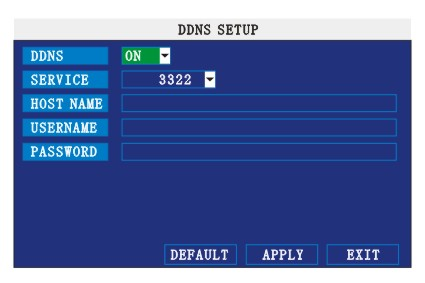 DDNS SETUP
DDNS ON
SERVICE 3322
HOST NAME
USERNAME
PASSWORD
DEFAULT APPLY EXIT